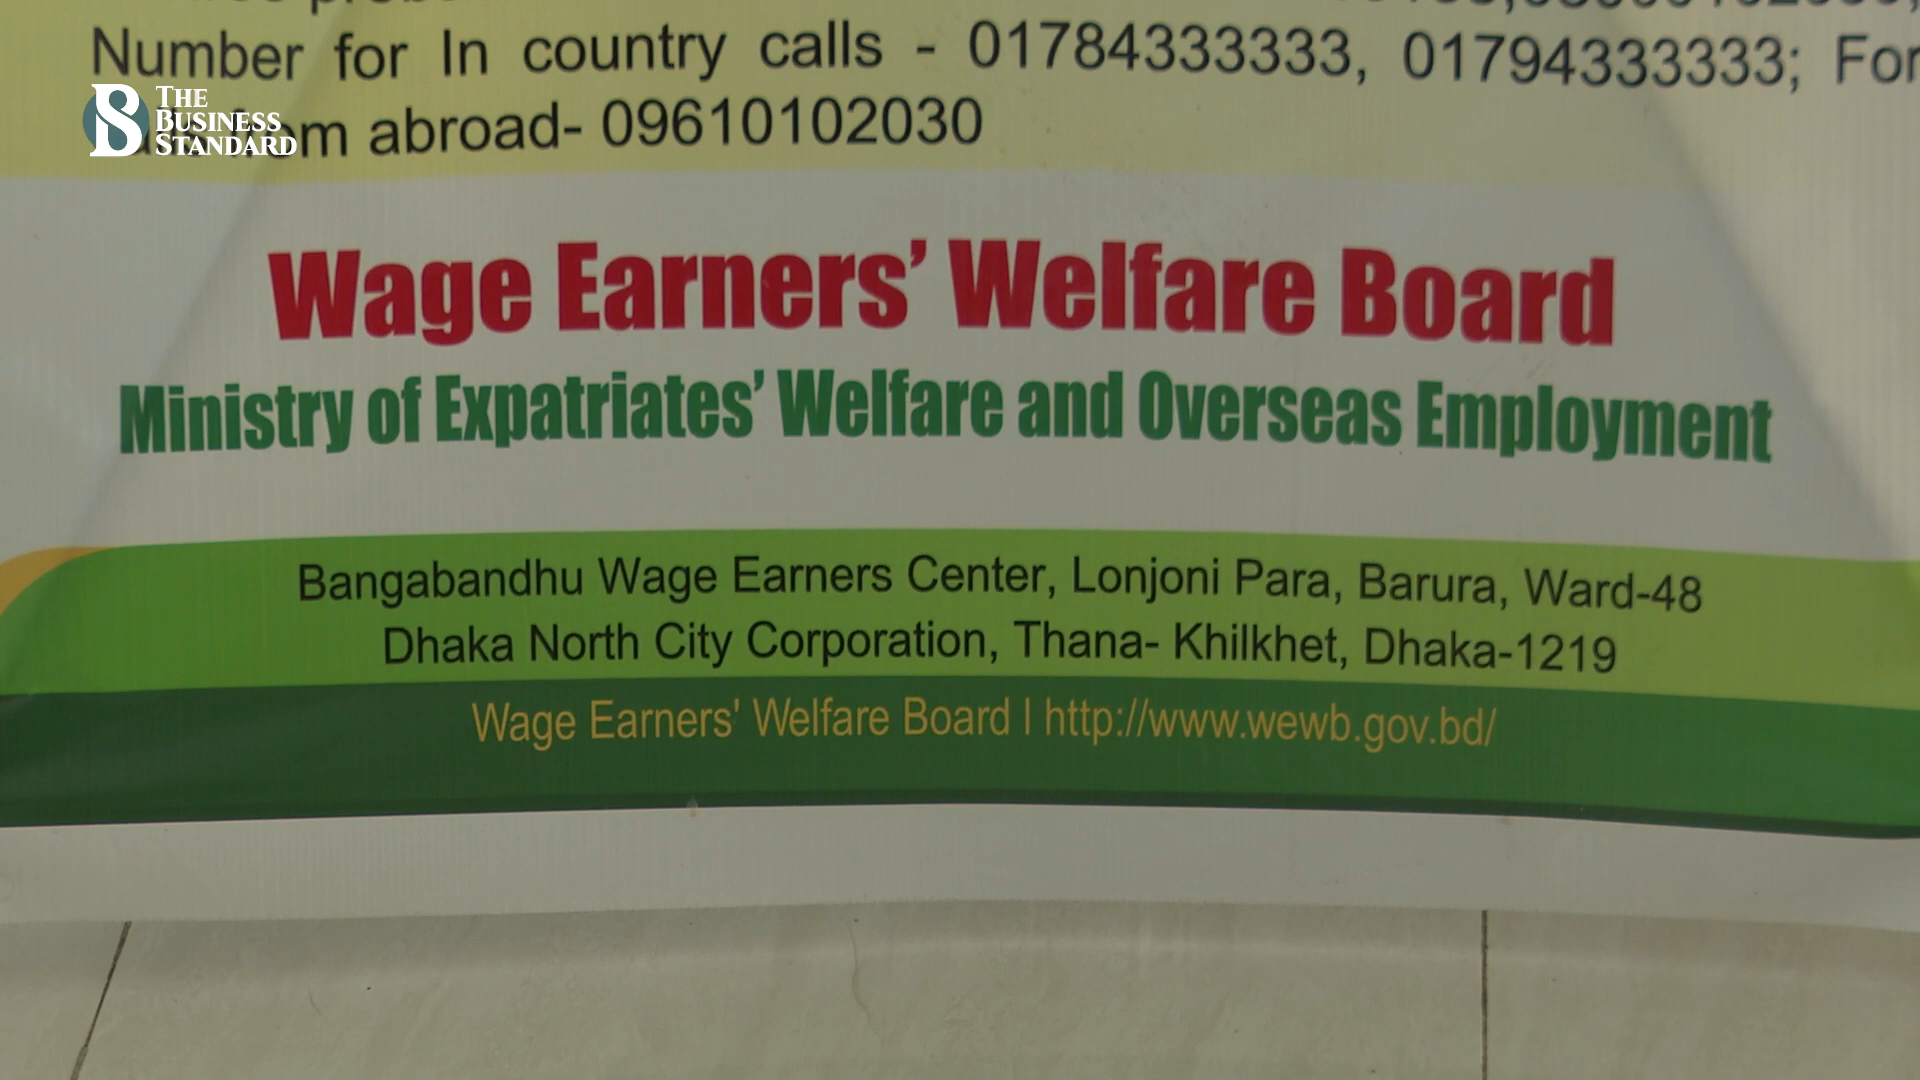 Number for In country calls - 01784333333, 01794333333; For
from abroad- 09610102030
THE
BUSINESS
STANDARD
Wage Earners' Welfare Board
Ministry of Expatriates' Welfare and Overseas Employment
Bangabandhu Wage Earners Center, Lonjoni Para, Barura, Ward-48
Dhaka North City Corporation, Thana- Khilkhet, Dhaka-1219
Wage Earners' Welfare Board I http://www.wewb.gov.bd/